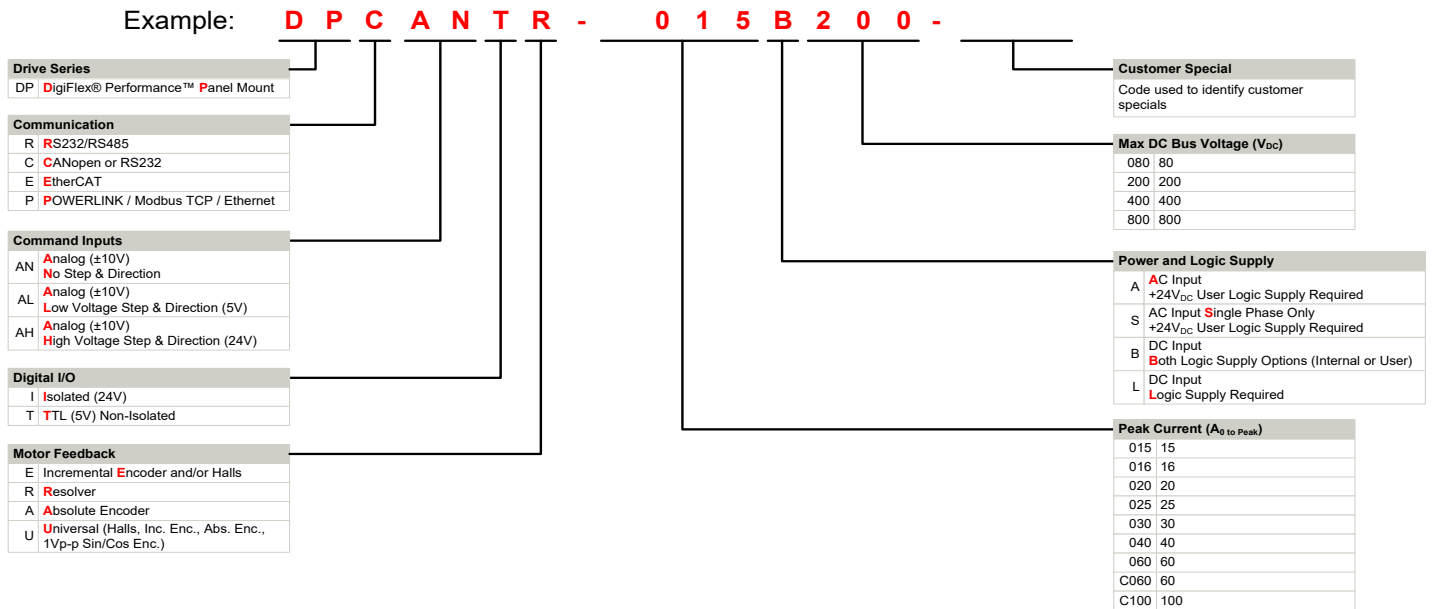 Example: D P C A N T R - 0 1 5 B 2 0 0 -
Drive Series
DP DigiFlex® Performance™ Panel Mount
Communication
R RS232/RS485
C CANopen or RS232
E EtherCAT
P POWERLINK / Modbus TCP / Ethernet
Command Inputs
AN Analog (±10V)
No Step & Direction
AL Analog (±10V)
Low Voltage Step & Direction (5V)
AH Analog (±10V)
High Voltage Step & Direction (24V)
Digital I/O
I Isolated (24V)
T TTL (5V) Non-Isolated
Motor Feedback
E Incremental Encoder and/or Halls
R Resolver
A Absolute Encoder
U Universal (Halls, Inc. Enc., Abs. Enc.,
1Vp-p Sin/Cos Enc.)
Customer Special
Code used to identify customer
specials
Max DC Bus Voltage (VDC)
080 80
200 200
400 400
800 800
Power and Logic Supply
A AC Input
+24VDC User Logic Supply Required
S AC Input Single Phase Only
+24VDC User Logic Supply Required
B DC Input
Both Logic Supply Options (Internal or User)
L DC Input
Logic Supply Required
Peak Current (A0 to Peak)
015 15
016 16
020 20
025 25
030 30
040 40
060 60
C060 60
C100 100